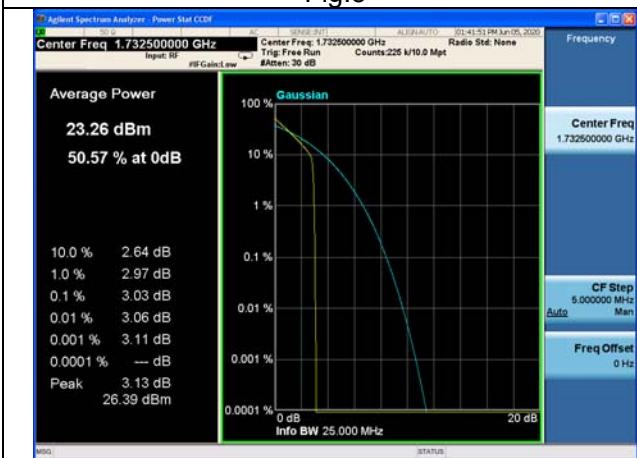 Agilent Spectrum Analyzer - Power Stat CCDF
50 Ω AC SENSE:INT ALIGN AUTO 01:41:51 PM Jun 05, 2020
Center Freq 1.732500000 GHz
Input: RF
#IFGain:Low
Center Freq: 1.732500000 GHz
Radio Std: None
Trig: Free Run
Counts:225 k/10.0 Mpt
#Atten: 30 dB
Frequency
Average Power
23.26 dBm
50.57 % at 0dB
10.0 % 2.64 dB
1.0 % 2.97 dB
0.1 % 3.03 dB
0.01 % 3.06 dB
0.001 % 3.11 dB
0.0001 % --- dB
Peak 3.13 dB
26.39 dBm
Gaussian
100 %
10 %
1 %
0.1 %
0.01 %
0.001 %
0.0001 %
0 dB 20 dB
Info BW 25.000 MHz
Center Freq
1.732500000 GHz
CF Step
5.000000 MHz
Auto Man
Freq Offset
0 Hz
MSG STATUS